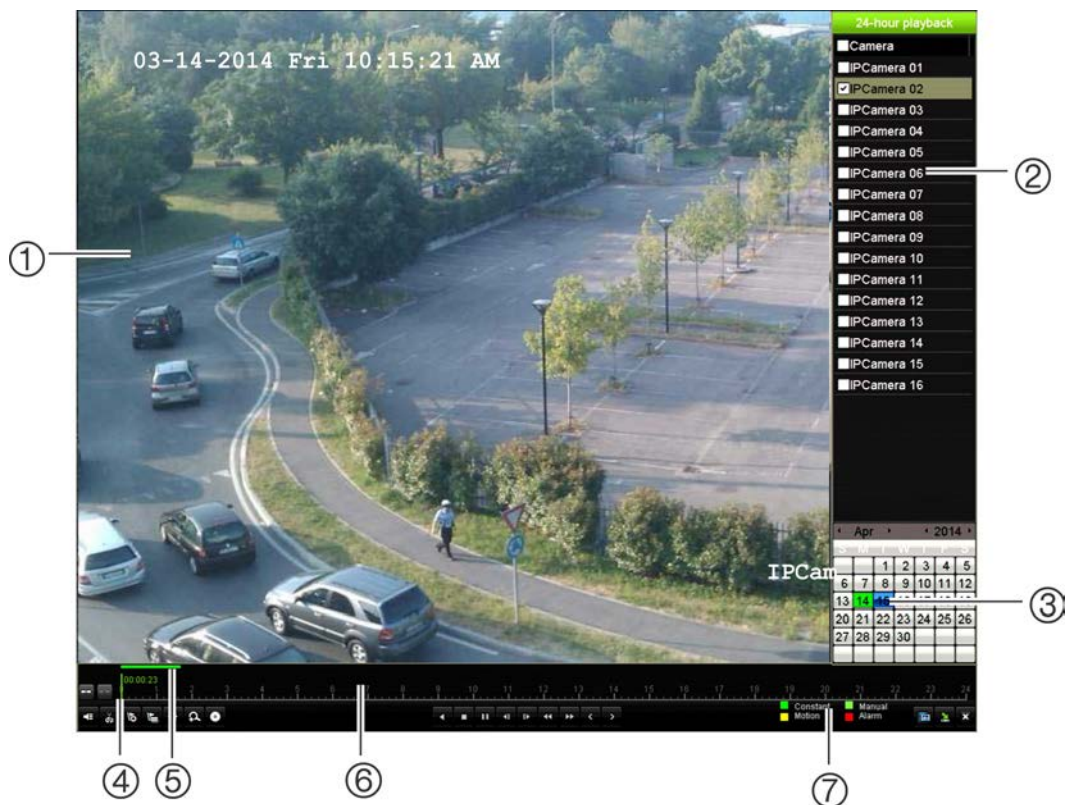 24-hour playback
03-14-2014 Fri 10:15:21 AM
Camera
IPCamera 01
IPCamera 02
IPCamera 03
IPCamera 04
IPCamera 05
IPCamera 06
IPCamera 07
IPCamera 08
IPCamera 09
IPCamera 10
IPCamera 11
IPCamera 12
IPCamera 13
IPCamera 14
IPCamera 15
IPCamera 16
①
②
Apr 2014
S M T W T F S
1 2 3 4 5
6 7 8 9 10 11 12
13 14 15
20 21 22 23 24 25 26
27 28 29 30
③
IPCam
00:00:23
0 1 2 3 4 5 6 7 8 9 10 11 12 13 14 15 16 17 18 19 20 21 22 23 24
Constant Manual
Motion Alarm
④ ⑤ ⑥ ⑦